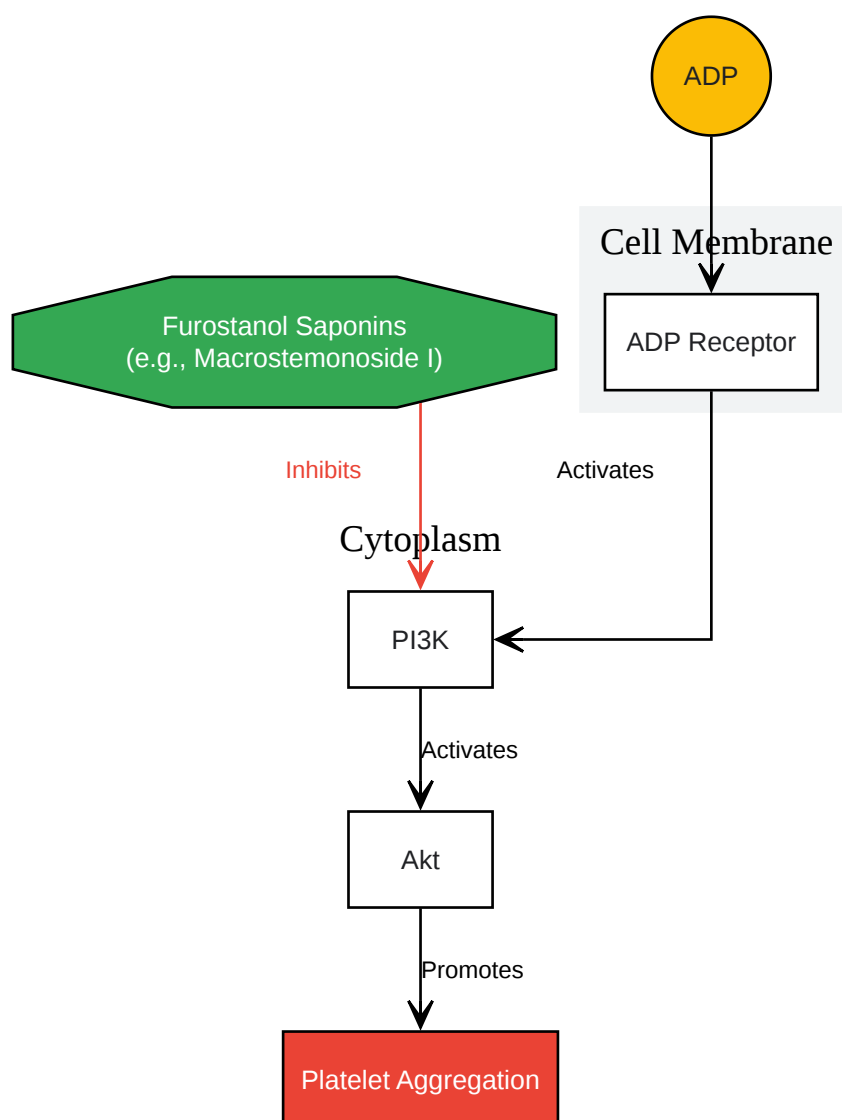 ADP
Cell Membrane
Furostanol Saponins
(e.g., Macrostemonoside I)
ADP Receptor
Inhibits
Activates
Cytoplasm
PI3K
Activates
Akt
Promotes
Platelet Aggregation